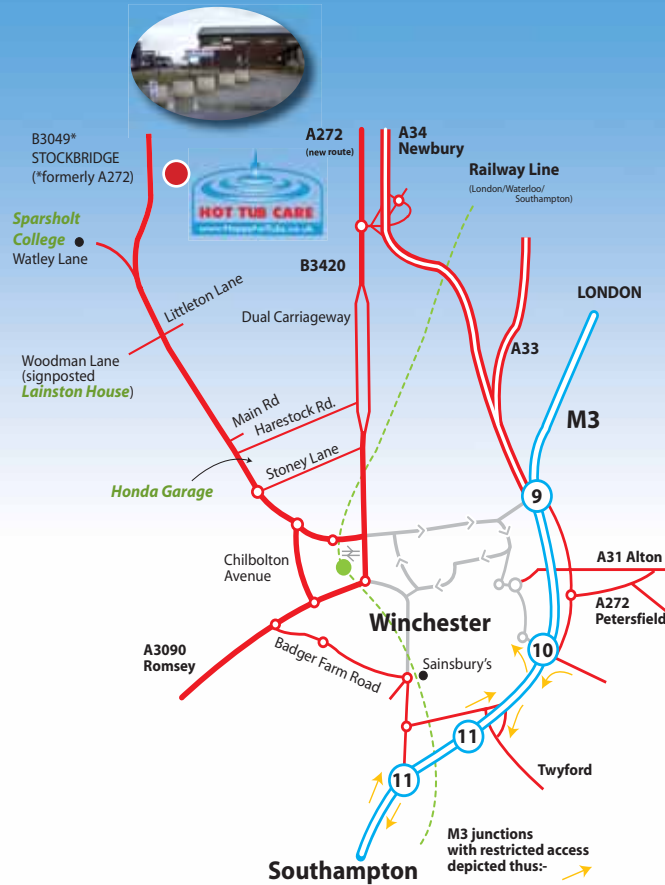 B3049*
STOCKBRIDGE
(*formerly A272)
HOT TUB CARE
A272
(new route)
A34
Newbury
Railway Line
(London/Waterloo/
Southampton)
Sparsholt
College
Watley Lane
B3420
LONDON
Littleton Lane
Dual Carriageway
A33
Woodman Lane
(signposted
Lainston House)
M3
Main Rd
Harestock Rd.
Stoney Lane
Honda Garage
9
A31 Alton
Chilbolton
Avenue
A272
Petersfield
Winchester
A3090
Romsey
Badger Farm Road
Sainsbury's
10
11
11
Twyford
M3 junctions
with restricted access
depicted thus:-
Southampton